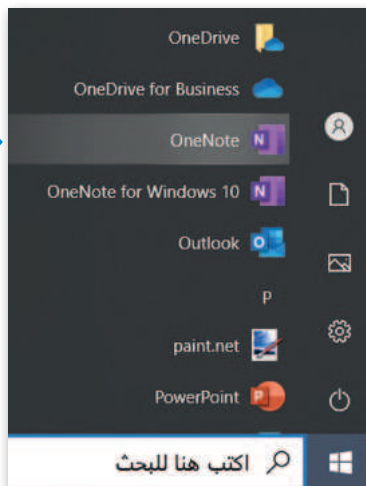 OneDrive
OneDrive for Business
OneNote
OneNote for Windows 10
Outlook
P
paint.net
PowerPoint
اكتب هنا للبحث